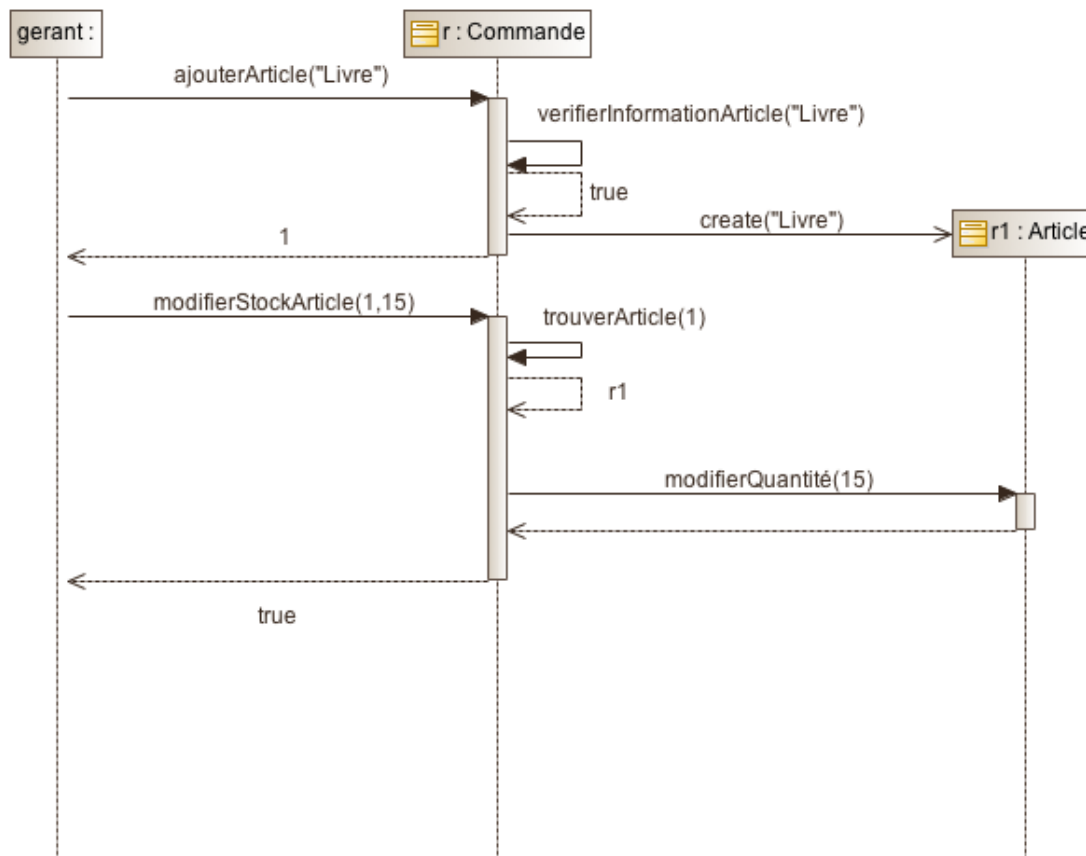 gerant :
r : Commande
ajouterArticle("Livre")
verifierInformationArticle("Livre")
true
create("Livre")
r1 : Article
1
modifierStockArticle(1,15)
trouverArticle(1)
r1
modifierQuantité(15)
true